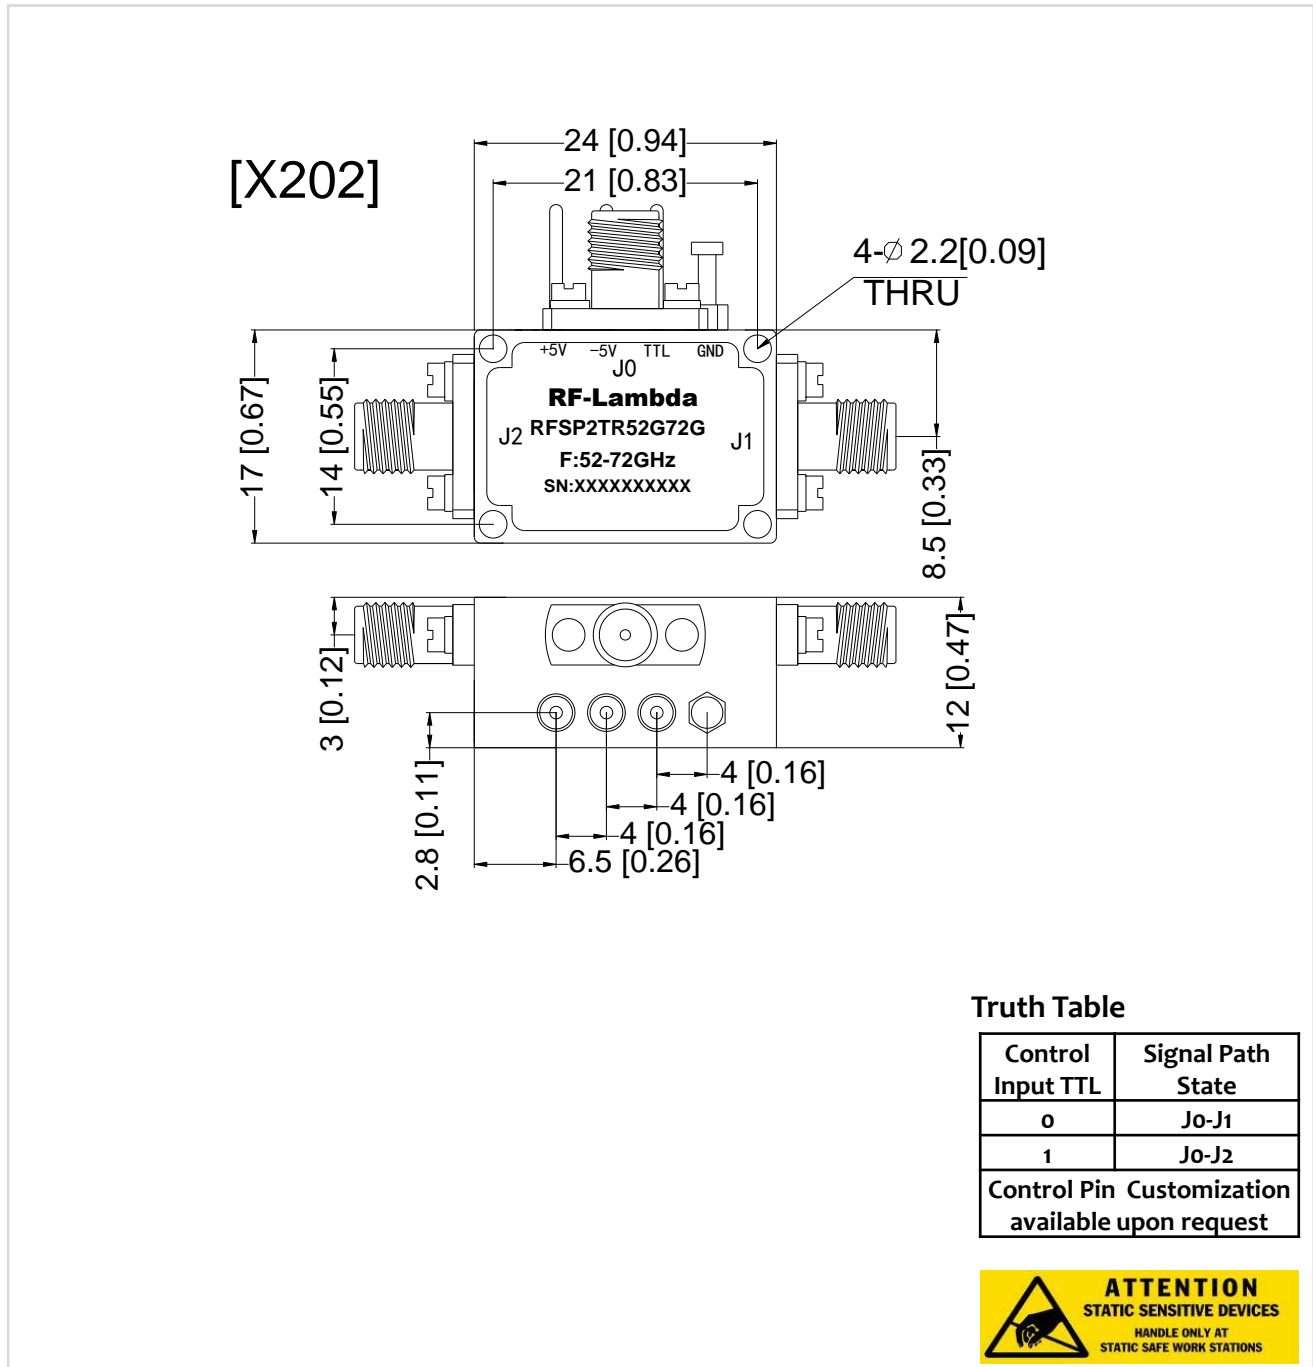 24 [0.94]
[X202]
21 [0.83]
4-⌀ 2.2[0.09]
THRU
+5V -5V TTL GND
J0
RF-Lambda
J2 RFSP2TR52G72G J1
F:52-72GHz
SN:XXXXXXXXXX
17 [0.67]
14 [0.55]
8.5 [0.33]
3 [0.12]
12 [0.47]
2.8 [0.11]
4 [0.16]
4 [0.16]
4 [0.16]
6.5 [0.26]
Truth Table
Control Signal Path
Input TTL State
0 J0-J1
1 J0-J2
Control Pin Customization
available upon request
ATTENTION
STATIC SENSITIVE DEVICES
HANDLE ONLY AT
STATIC SAFE WORK STATIONS